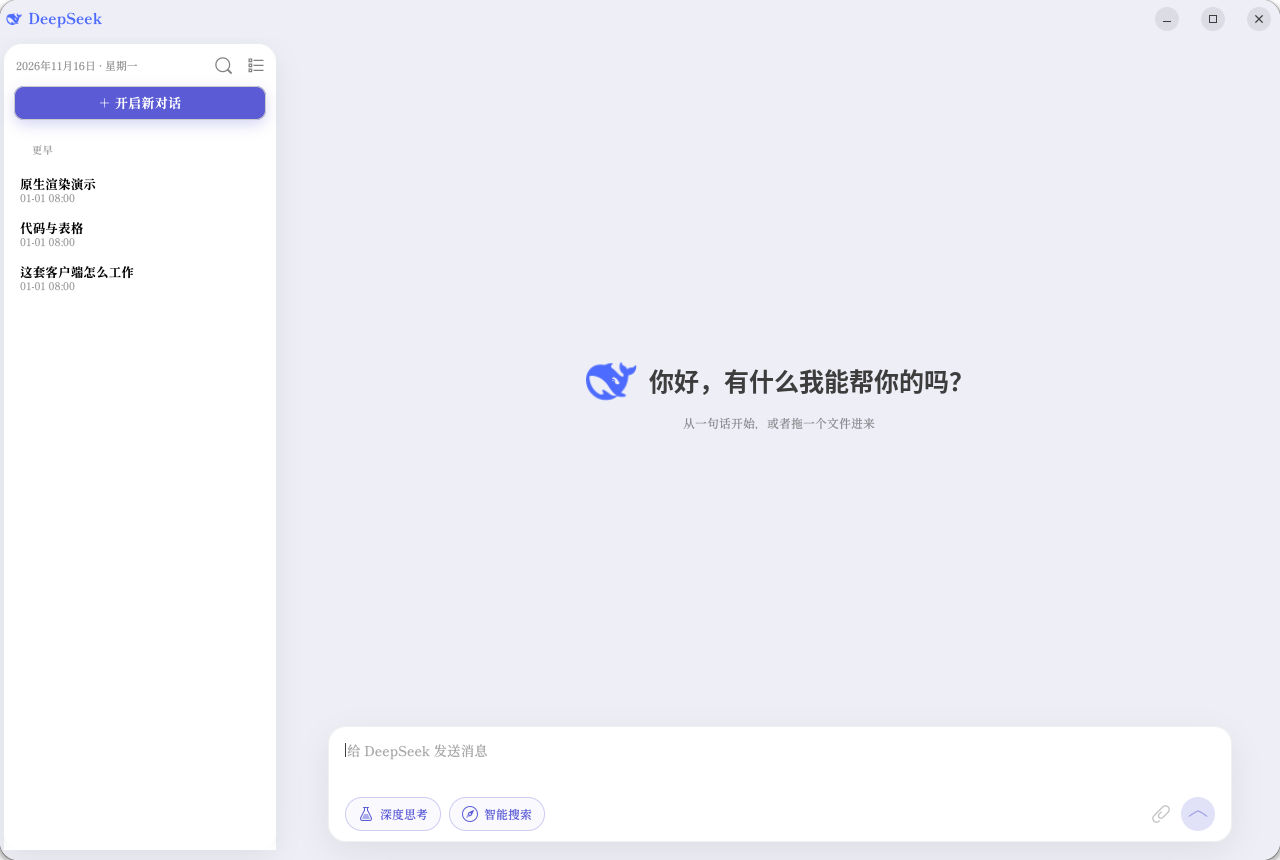 DeepSeek
2026年11月16日 · 星期一
+ 开启新对话
更早
原生渲染演示
01-01 08:00
代码与表格
01-01 08:00
这套客户端怎么工作
01-01 08:00
你好，有什么我能帮你的吗？
从一句话开始，或者拖一个文件进来
给 DeepSeek 发送消息
深度思考
智能搜索